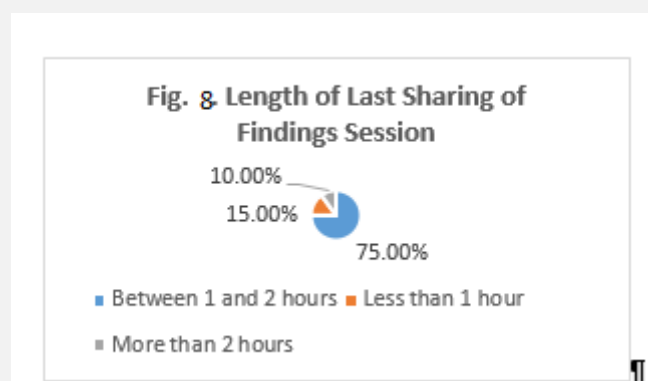 Fig. 8. Length of Last Sharing of
Findings Session
10.00%
15.00%
75.00%
Between 1 and 2 hours Less than 1 hour
More than 2 hours
¶